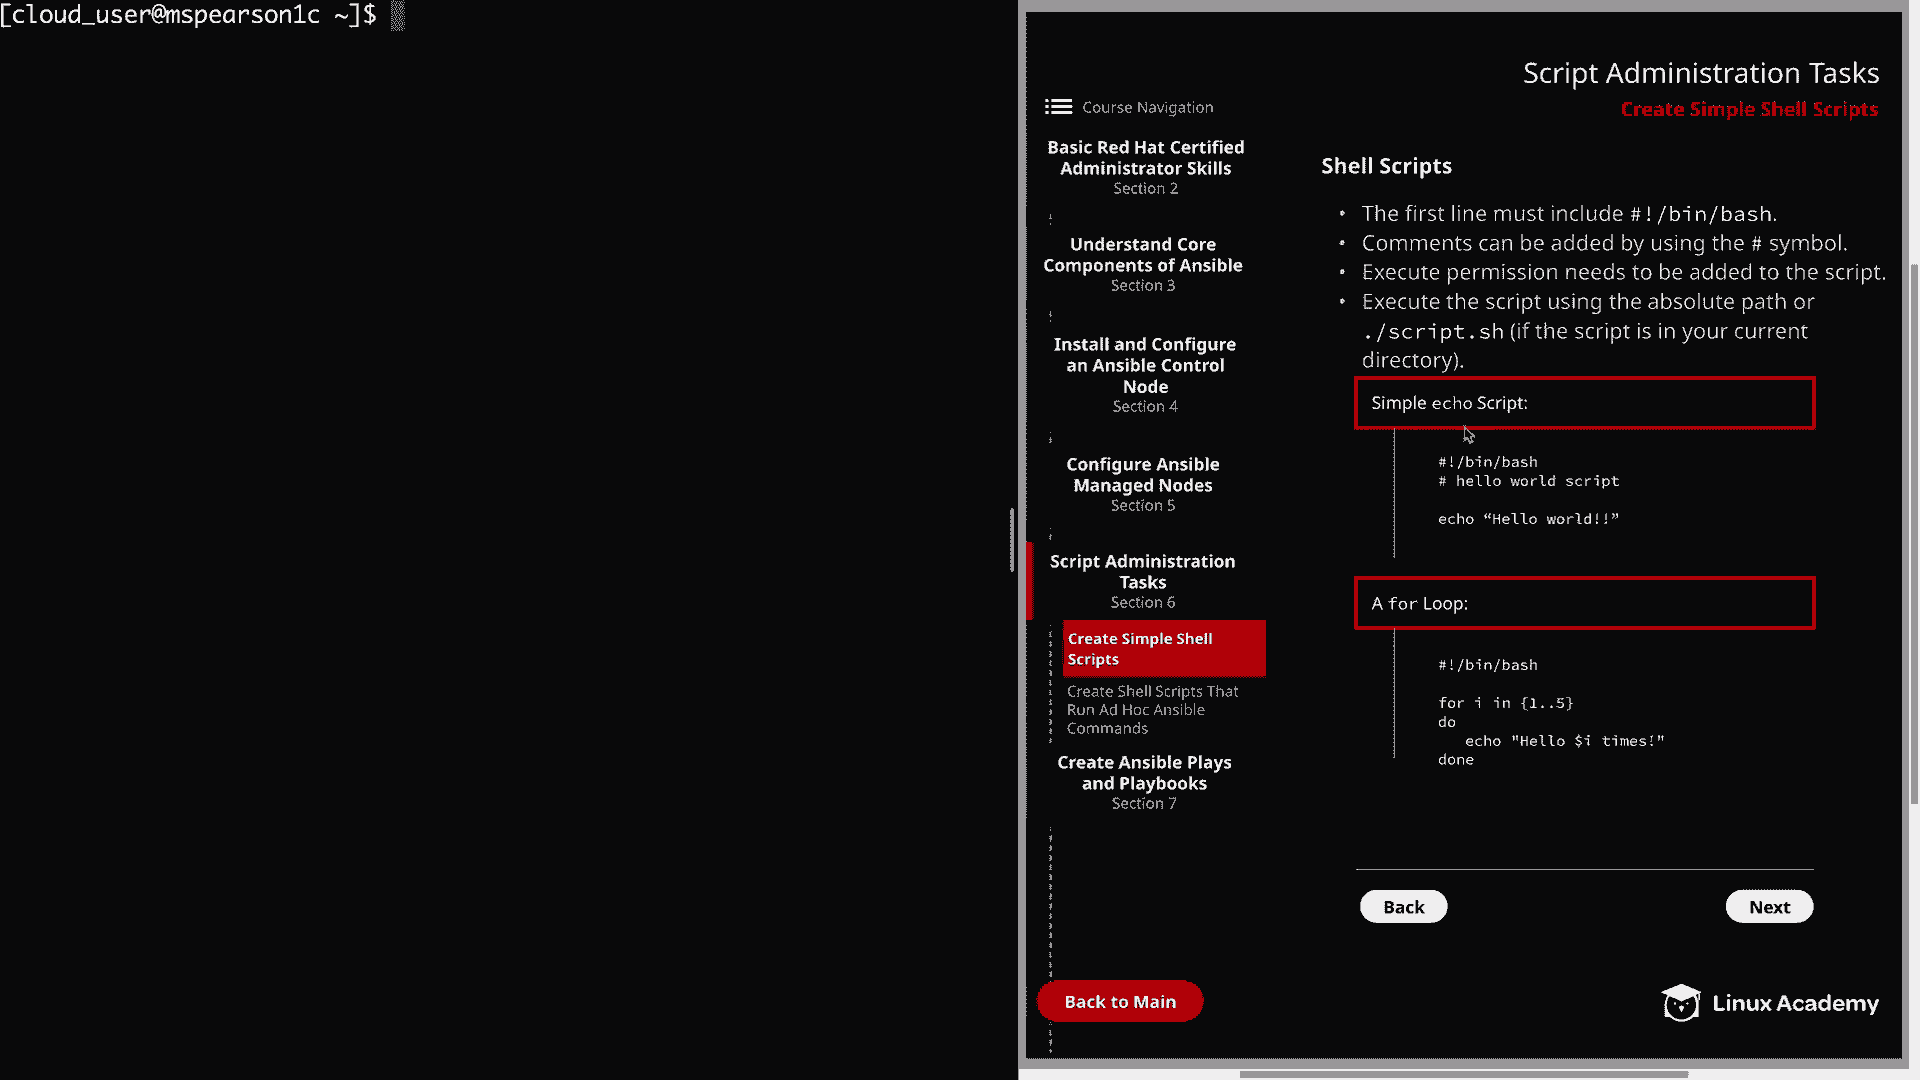 [cloud_user@mspearson1c ~]$
Script Administration Tasks
Create Simple Shell Scripts
Course Navigation
Basic Red Hat Certified
Administrator Skills
Section 2
Understand Core
Components of Ansible
Section 3
Install and Configure
an Ansible Control
Node
Section 4
Configure Ansible
Managed Nodes
Section 5
Script Administration
Tasks
Section 6
Create Simple Shell
Scripts
Create Shell Scripts That
Run Ad Hoc Ansible
Commands
Create Ansible Plays
and Playbooks
Section 7
Back to Main
Shell Scripts
• The first line must include #!/bin/bash.
• Comments can be added by using the # symbol.
• Execute permission needs to be added to the script.
• Execute the script using the absolute path or
./script.sh (if the script is in your current
directory).
Simple echo Script:
#!/bin/bash
# hello world script
echo “Hello world!!”
A for Loop:
#!/bin/bash
for i in {1..5}
do
echo "Hello $i times!"
done
Back
Next
Linux Academy